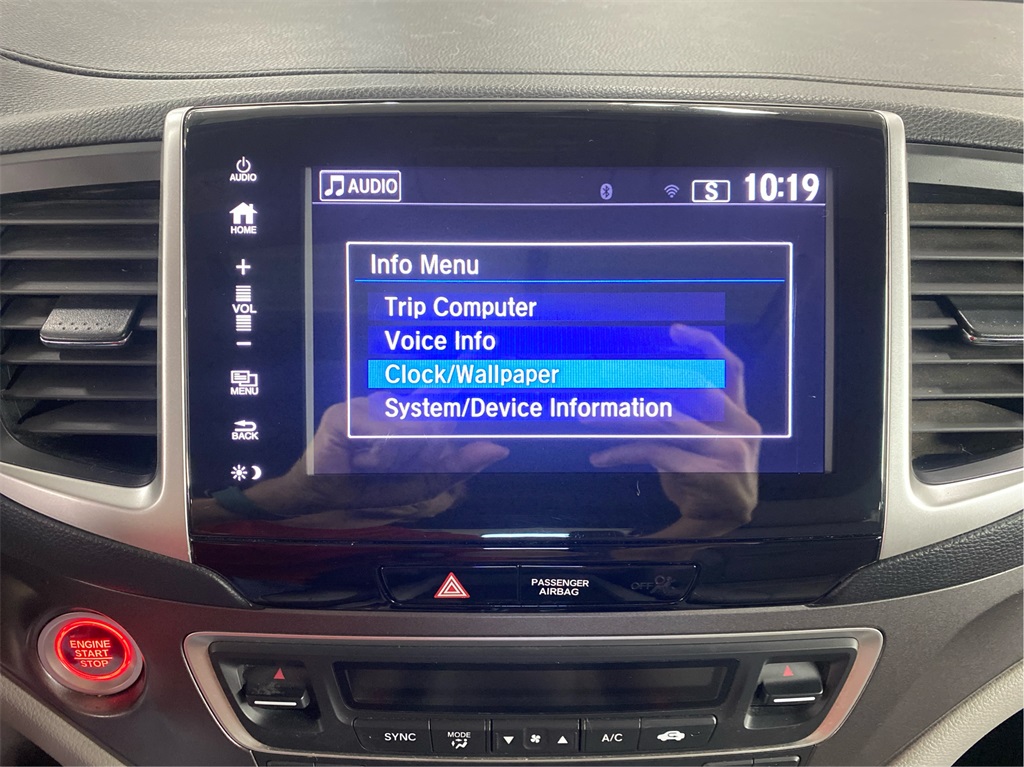 AUDIO
AUDIO
S 10:19
HOME
+
VOL
−
MENU
BACK
Info Menu
Trip Computer
Voice Info
Clock/Wallpaper
System/Device Information
PASSENGER
AIRBAG
OFF
ENGINE
START
STOP
SYNC
MODE
A/C